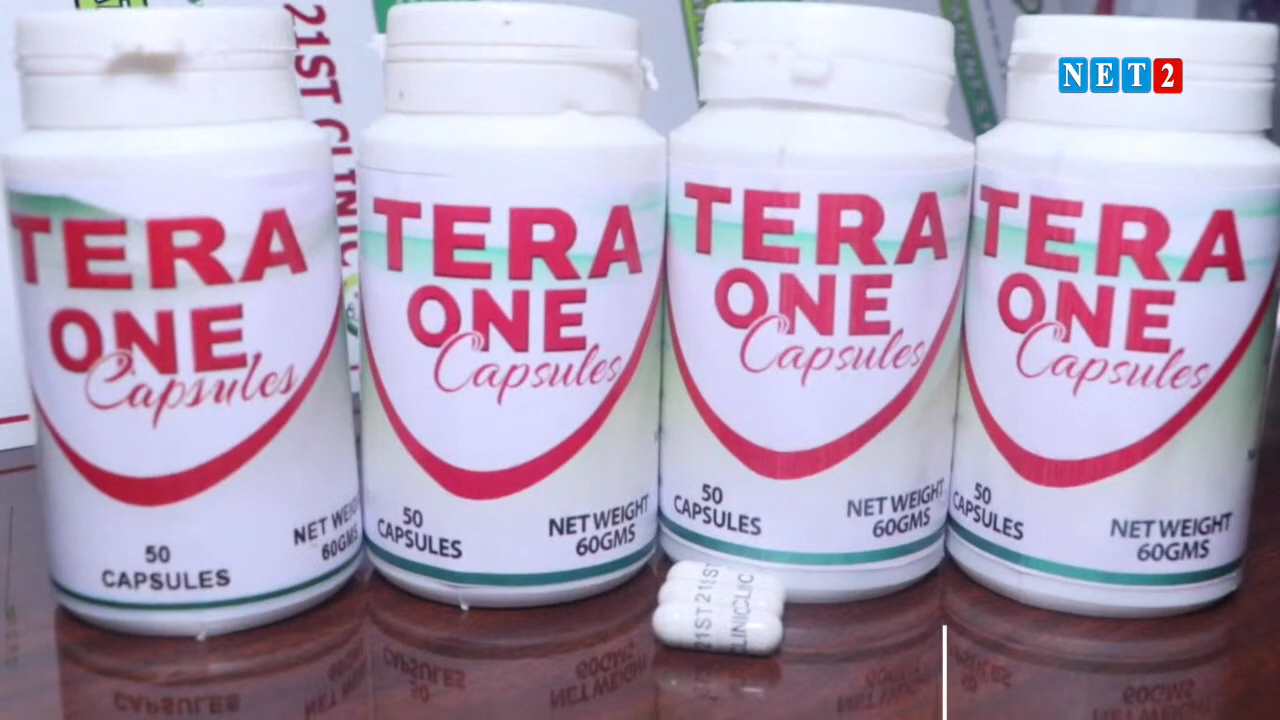 NET2
21ST CLINIC
TERA
ONE
Capsules
50
CAPSULES
NET WEIGHT
60GMS
TERA
ONE
Capsules
50
CAPSULES
NET WEIGHT
60GMS
TERA
ONE
Capsules
50
CAPSULES
NET WEIGHT
60GMS
TERA
ONE
Capsules
50
CAPSULES
NET WEIGHT
60GMS
21ST 21ST
CLINIC